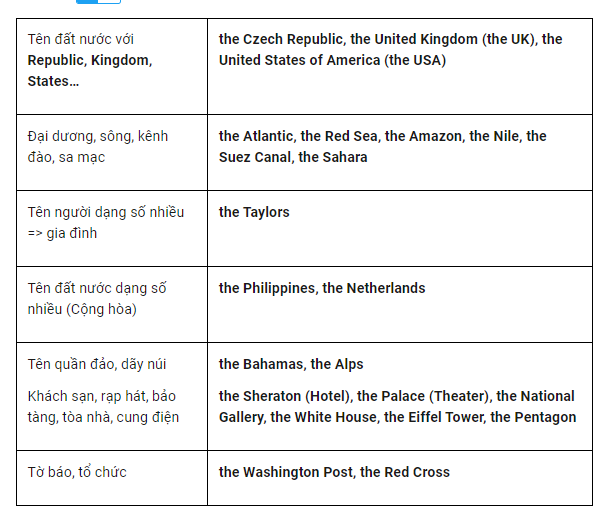 Tên đất nước với
Republic, Kingdom,
States...
the Czech Republic, the United Kingdom (the UK), the
United States of America (the USA)
Đại dương, sông, kênh
đào, sa mạc
the Atlantic, the Red Sea, the Amazon, the Nile, the
Suez Canal, the Sahara
Tên người dạng số nhiều
=> gia đình
the Taylors
Tên đất nước dạng số
nhiều (Cộng hòa)
the Philippines, the Netherlands
Tên quần đảo, dãy núi
the Bahamas, the Alps
Khách sạn, rạp hát, bảo
tàng, tòa nhà, cung điện
the Sheraton (Hotel), the Palace (Theater), the National
Gallery, the White House, the Eiffel Tower, the Pentagon
Tờ báo, tổ chức
the Washington Post, the Red Cross